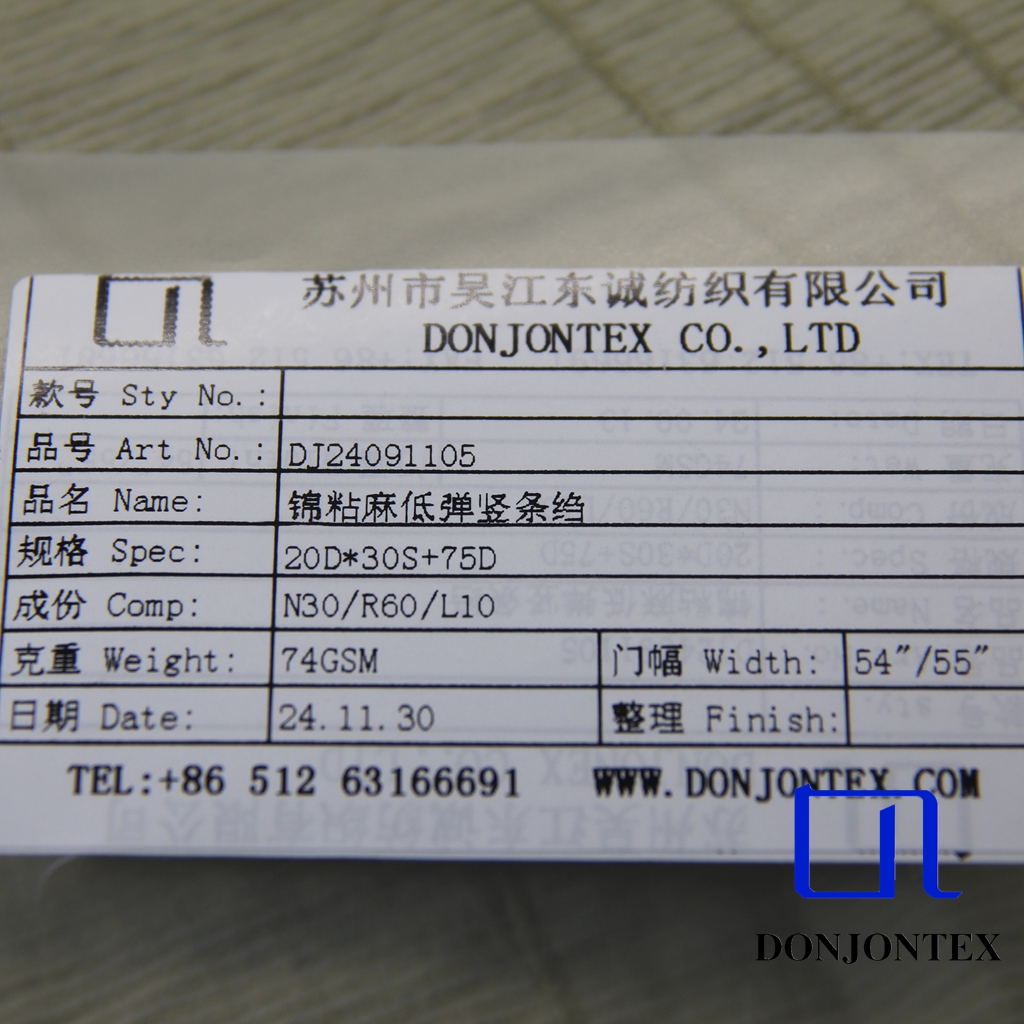 苏州市吴江东诚纺织有限公司
DONJONTEX CO.,LTD
款号 Sty No.:
品号 Art No.: DJ24091105
品名 Name: 锦粘麻低弹竖条绉
规格 Spec: 20D*30S+75D
成份 Comp: N30/R60/L10
克重 Weight: 74GSM 门幅 Width: 54"/55"
日期 Date: 24.11.30 整理 Finish:
TEL:+86 512 63166691 WWW.DONJONTEX.COM
DONJONTEX